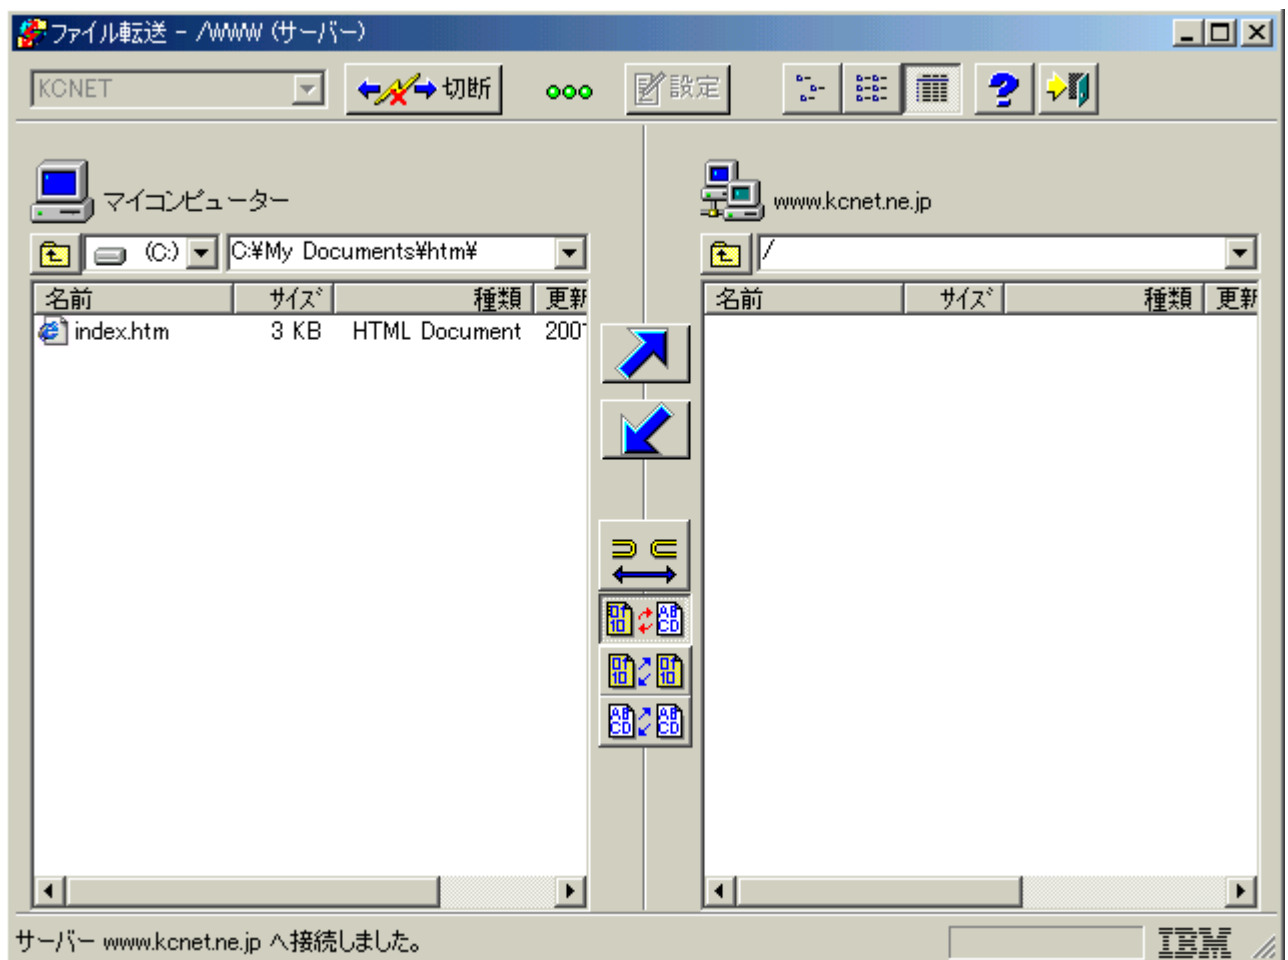 ファイル転送 - /WWW (サーバー)
KCNET 切断 設定
マイコンピューター
www.kcnet.ne.jp
(C:) C:¥My Documents¥htm¥
/
名前 サイズ 種類 更新
名前 サイズ 種類 更新
index.htm 3 KB HTML Document 200
サーバー www.kcnet.ne.jp へ接続しました。
IBM